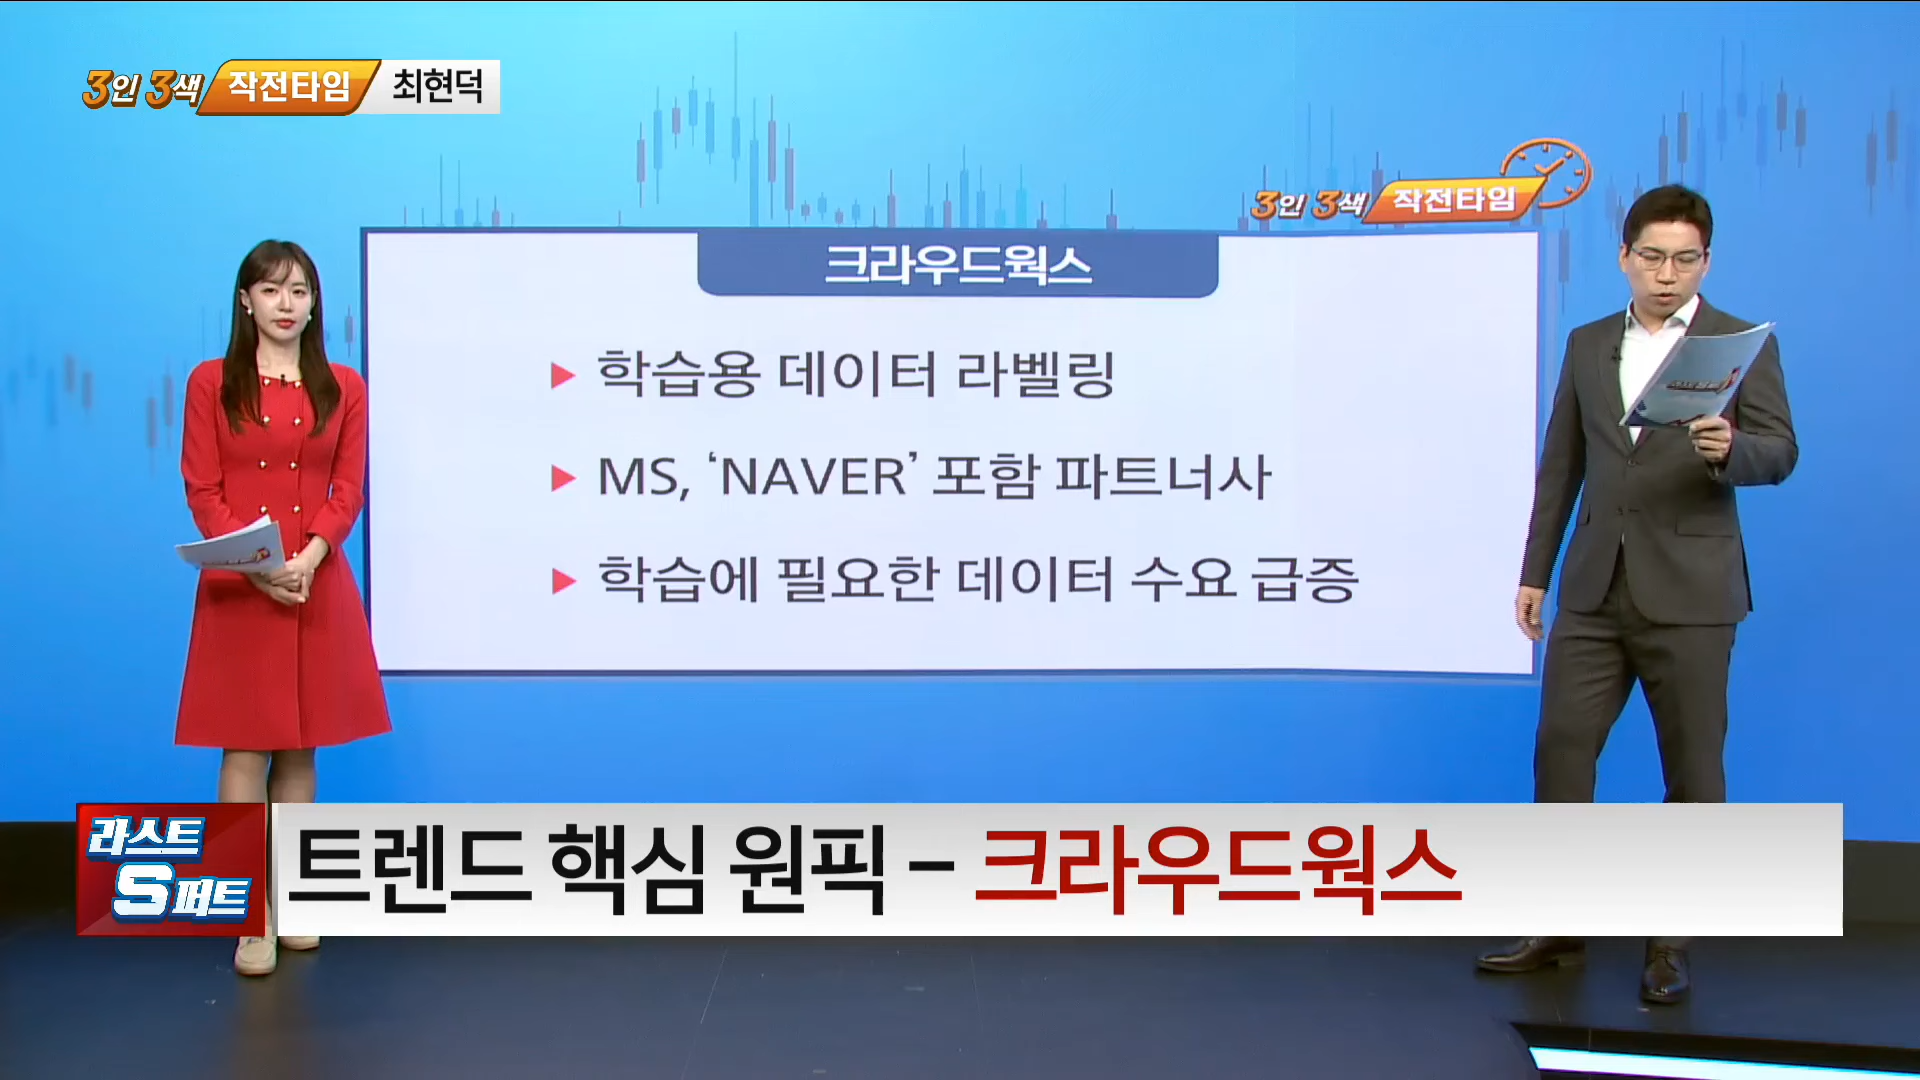 3인 3색 작전타임 최현덕
3인 3색 작전타임
크라우드웍스
▶ 학습용 데이터 라벨링
▶ MS, ‘NAVER’ 포함 파트너사
▶ 학습에 필요한 데이터 수요 급증
라스트
S퍼트
트렌드 핵심 원픽 – 크라우드웍스